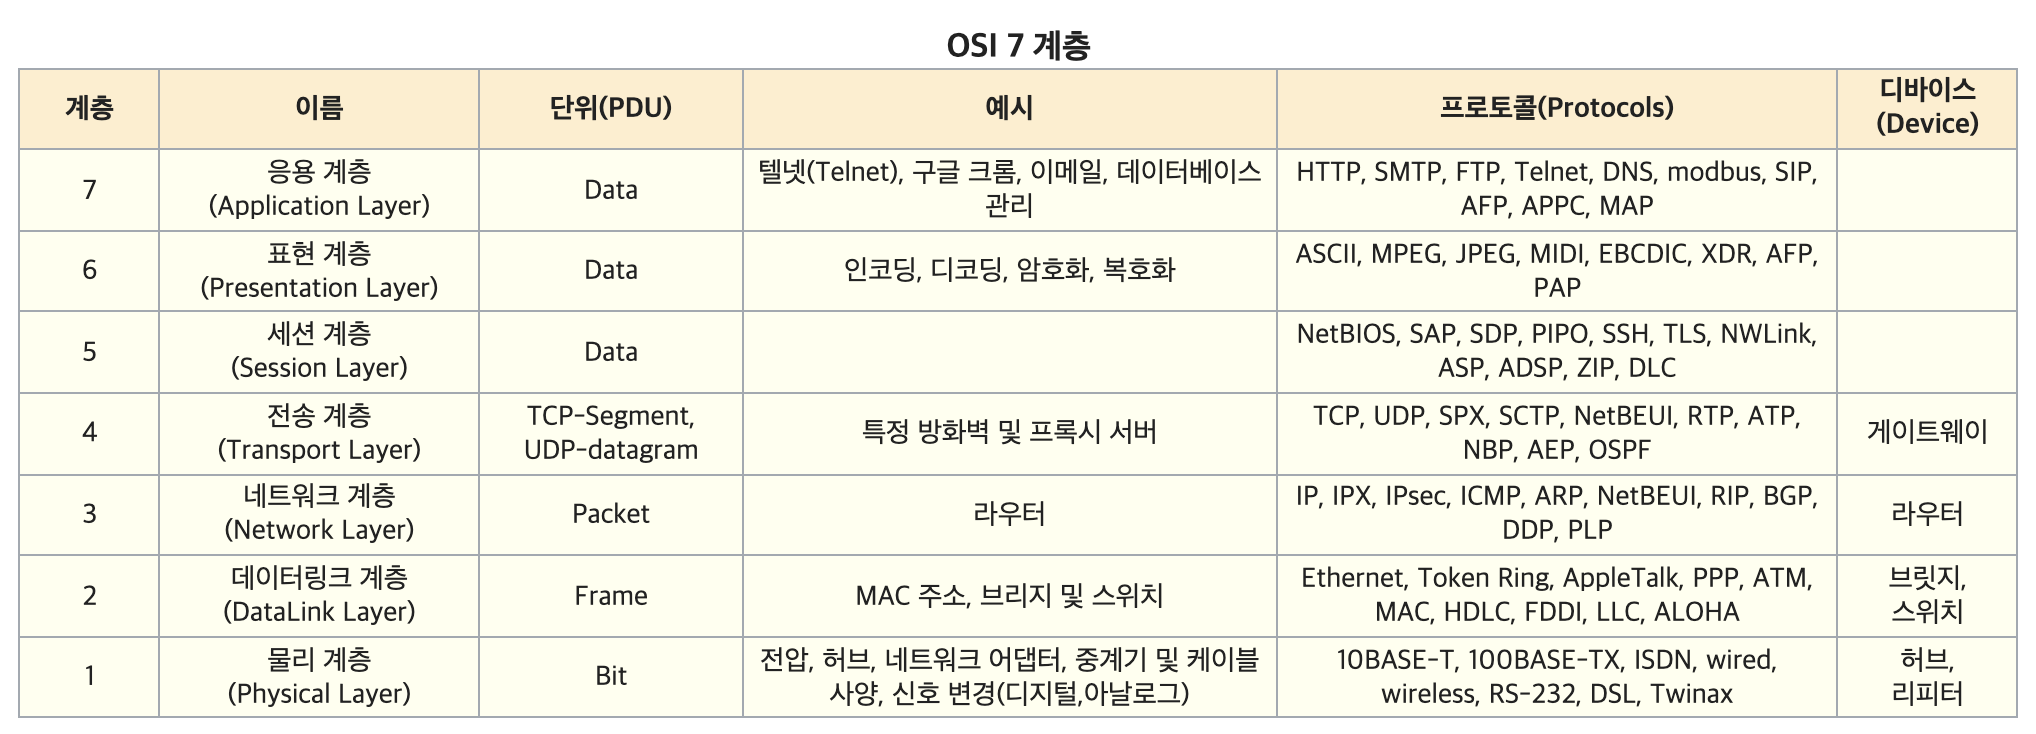 OSI 7 계층
계층
이름
단위(PDU)
예시
프로토콜(Protocols)
디바이스
(Device)
7
응용 계층
(Application Layer)
Data
텔넷(Telnet), 구글 크롬, 이메일, 데이터베이스
관리
HTTP, SMTP, FTP, Telnet, DNS, modbus, SIP,
AFP, APPC, MAP
6
표현 계층
(Presentation Layer)
Data
인코딩, 디코딩, 암호화, 복호화
ASCII, MPEG, JPEG, MIDI, EBCDIC, XDR, AFP,
PAP
5
세션 계층
(Session Layer)
Data
NetBIOS, SAP, SDP, PIPO, SSH, TLS, NWLink,
ASP, ADSP, ZIP, DLC
4
전송 계층
(Transport Layer)
TCP-Segment,
UDP-datagram
특정 방화벽 및 프록시 서버
TCP, UDP, SPX, SCTP, NetBEUI, RTP, ATP,
NBP, AEP, OSPF
게이트웨이
3
네트워크 계층
(Network Layer)
Packet
라우터
IP, IPX, IPsec, ICMP, ARP, NetBEUI, RIP, BGP,
DDP, PLP
라우터
2
데이터링크 계층
(DataLink Layer)
Frame
MAC 주소, 브리지 및 스위치
Ethernet, Token Ring, AppleTalk, PPP, ATM,
MAC, HDLC, FDDI, LLC, ALOHA
브릿지,
스위치
1
물리 계층
(Physical Layer)
Bit
전압, 허브, 네트워크 어댑터, 중계기 및 케이블
사양, 신호 변경(디지털,아날로그)
10BASE-T, 100BASE-TX, ISDN, wired,
wireless, RS-232, DSL, Twinax
허브,
리피터